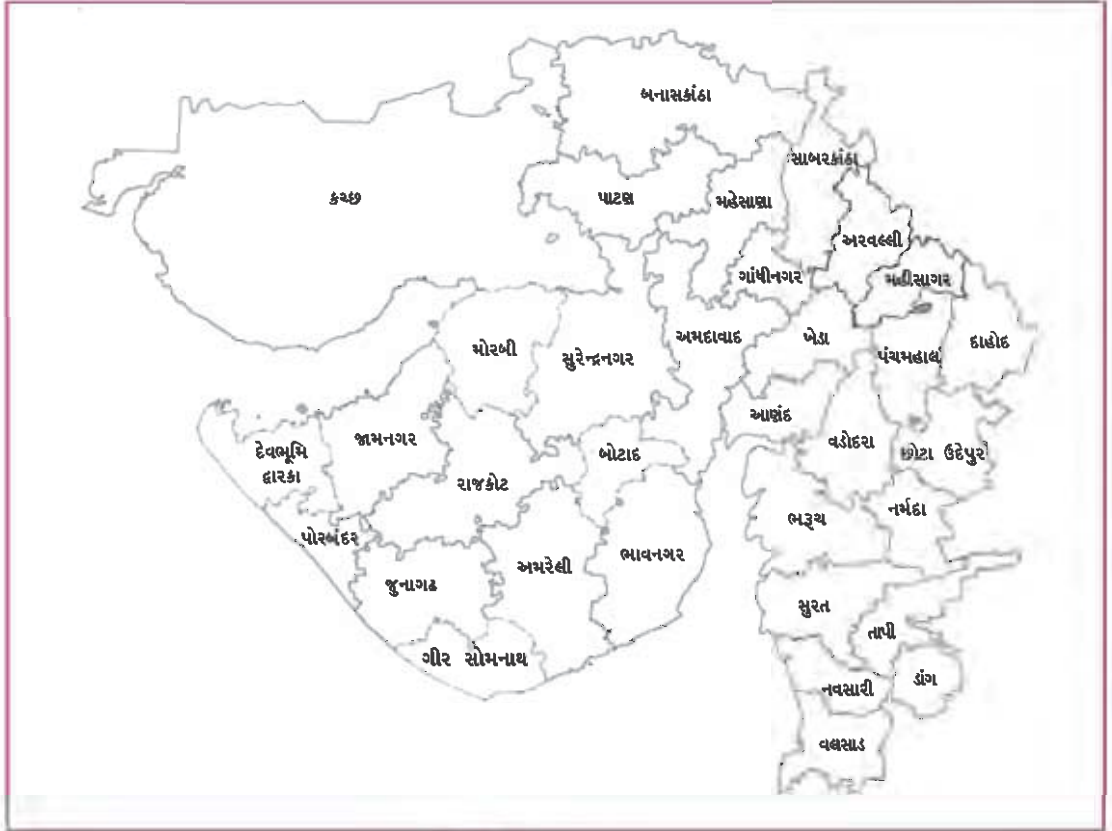 બનાસકાંઠા
સાબરકાંઠા
કચ્છ
પાટણ
મહેસાણા
અરવલ્લી
ગાંધીનગર
મહીસાગર
અમદાવાદ
ખેડા
મોરબી
સુરેન્દ્રનગર
પંચમહાલ
દાહોદ
આણંદ
જામનગર
વડોદરા
દેવભૂમિ
દ્વારકા
બોટાદ
છોટા ઉદેપુર
રાજકોટ
નર્મદા
ભરૂચ
પોરબંદર
ભાવનગર
અમરેલી
જુનાગઢ
સુરત
તાપી
ગીર સોમનાથ
ડાંગ
નવસારી
વલસાડ